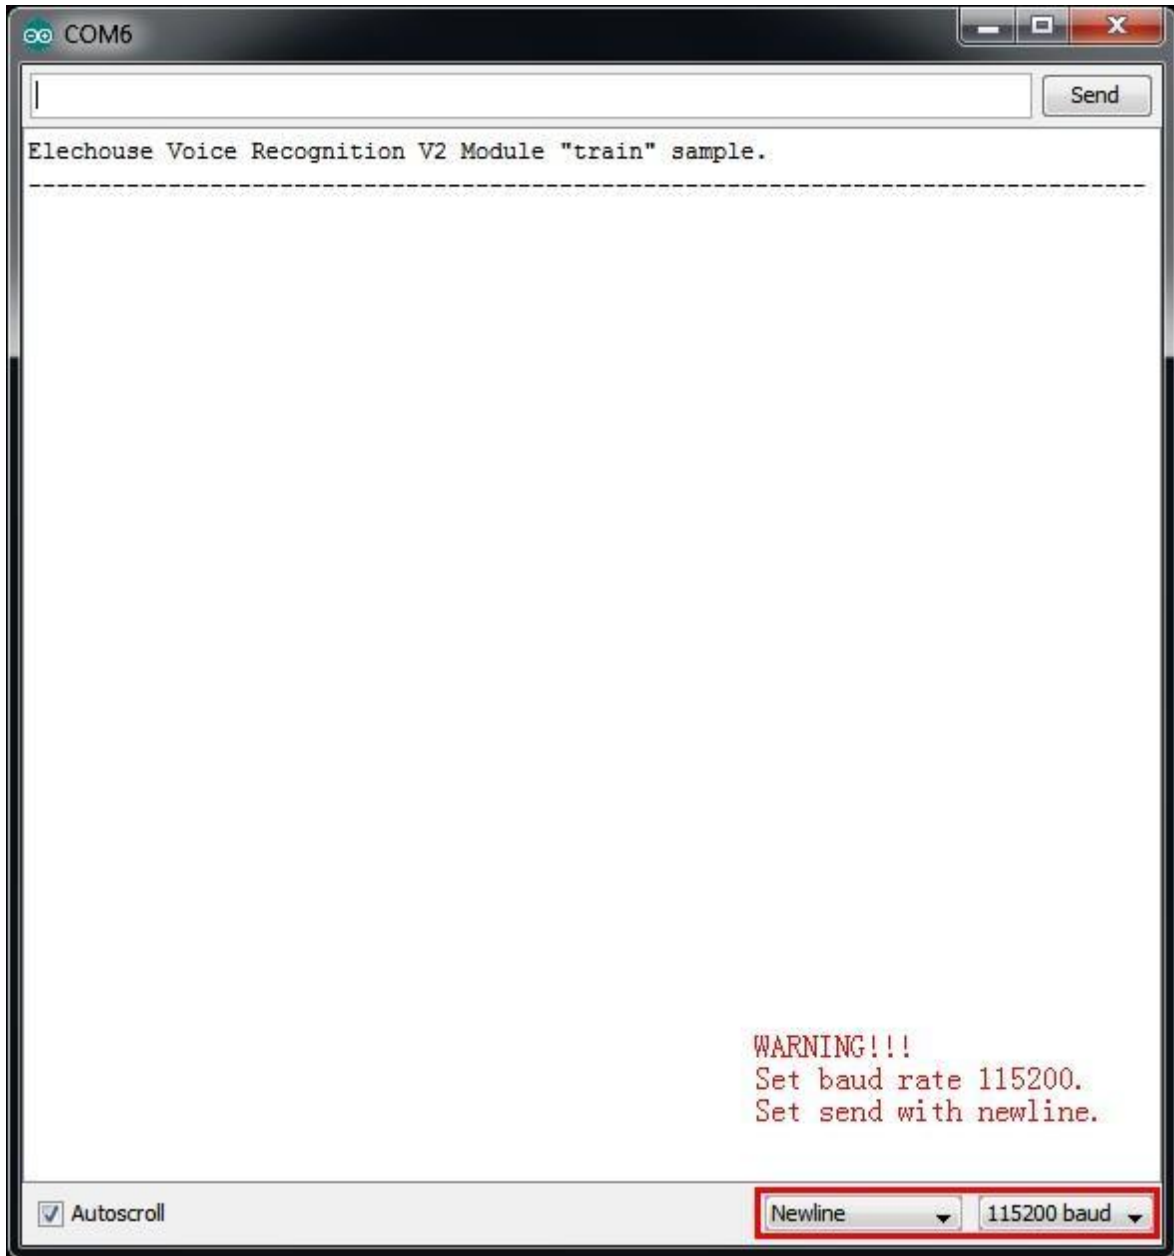 COM6
Send
Elechouse Voice Recognition V2 Module "train" sample.
--------------------------------------------------------------------------------
WARNING!!!
Set baud rate 115200.
Set send with newline.
Autoscroll
Newline
115200 baud